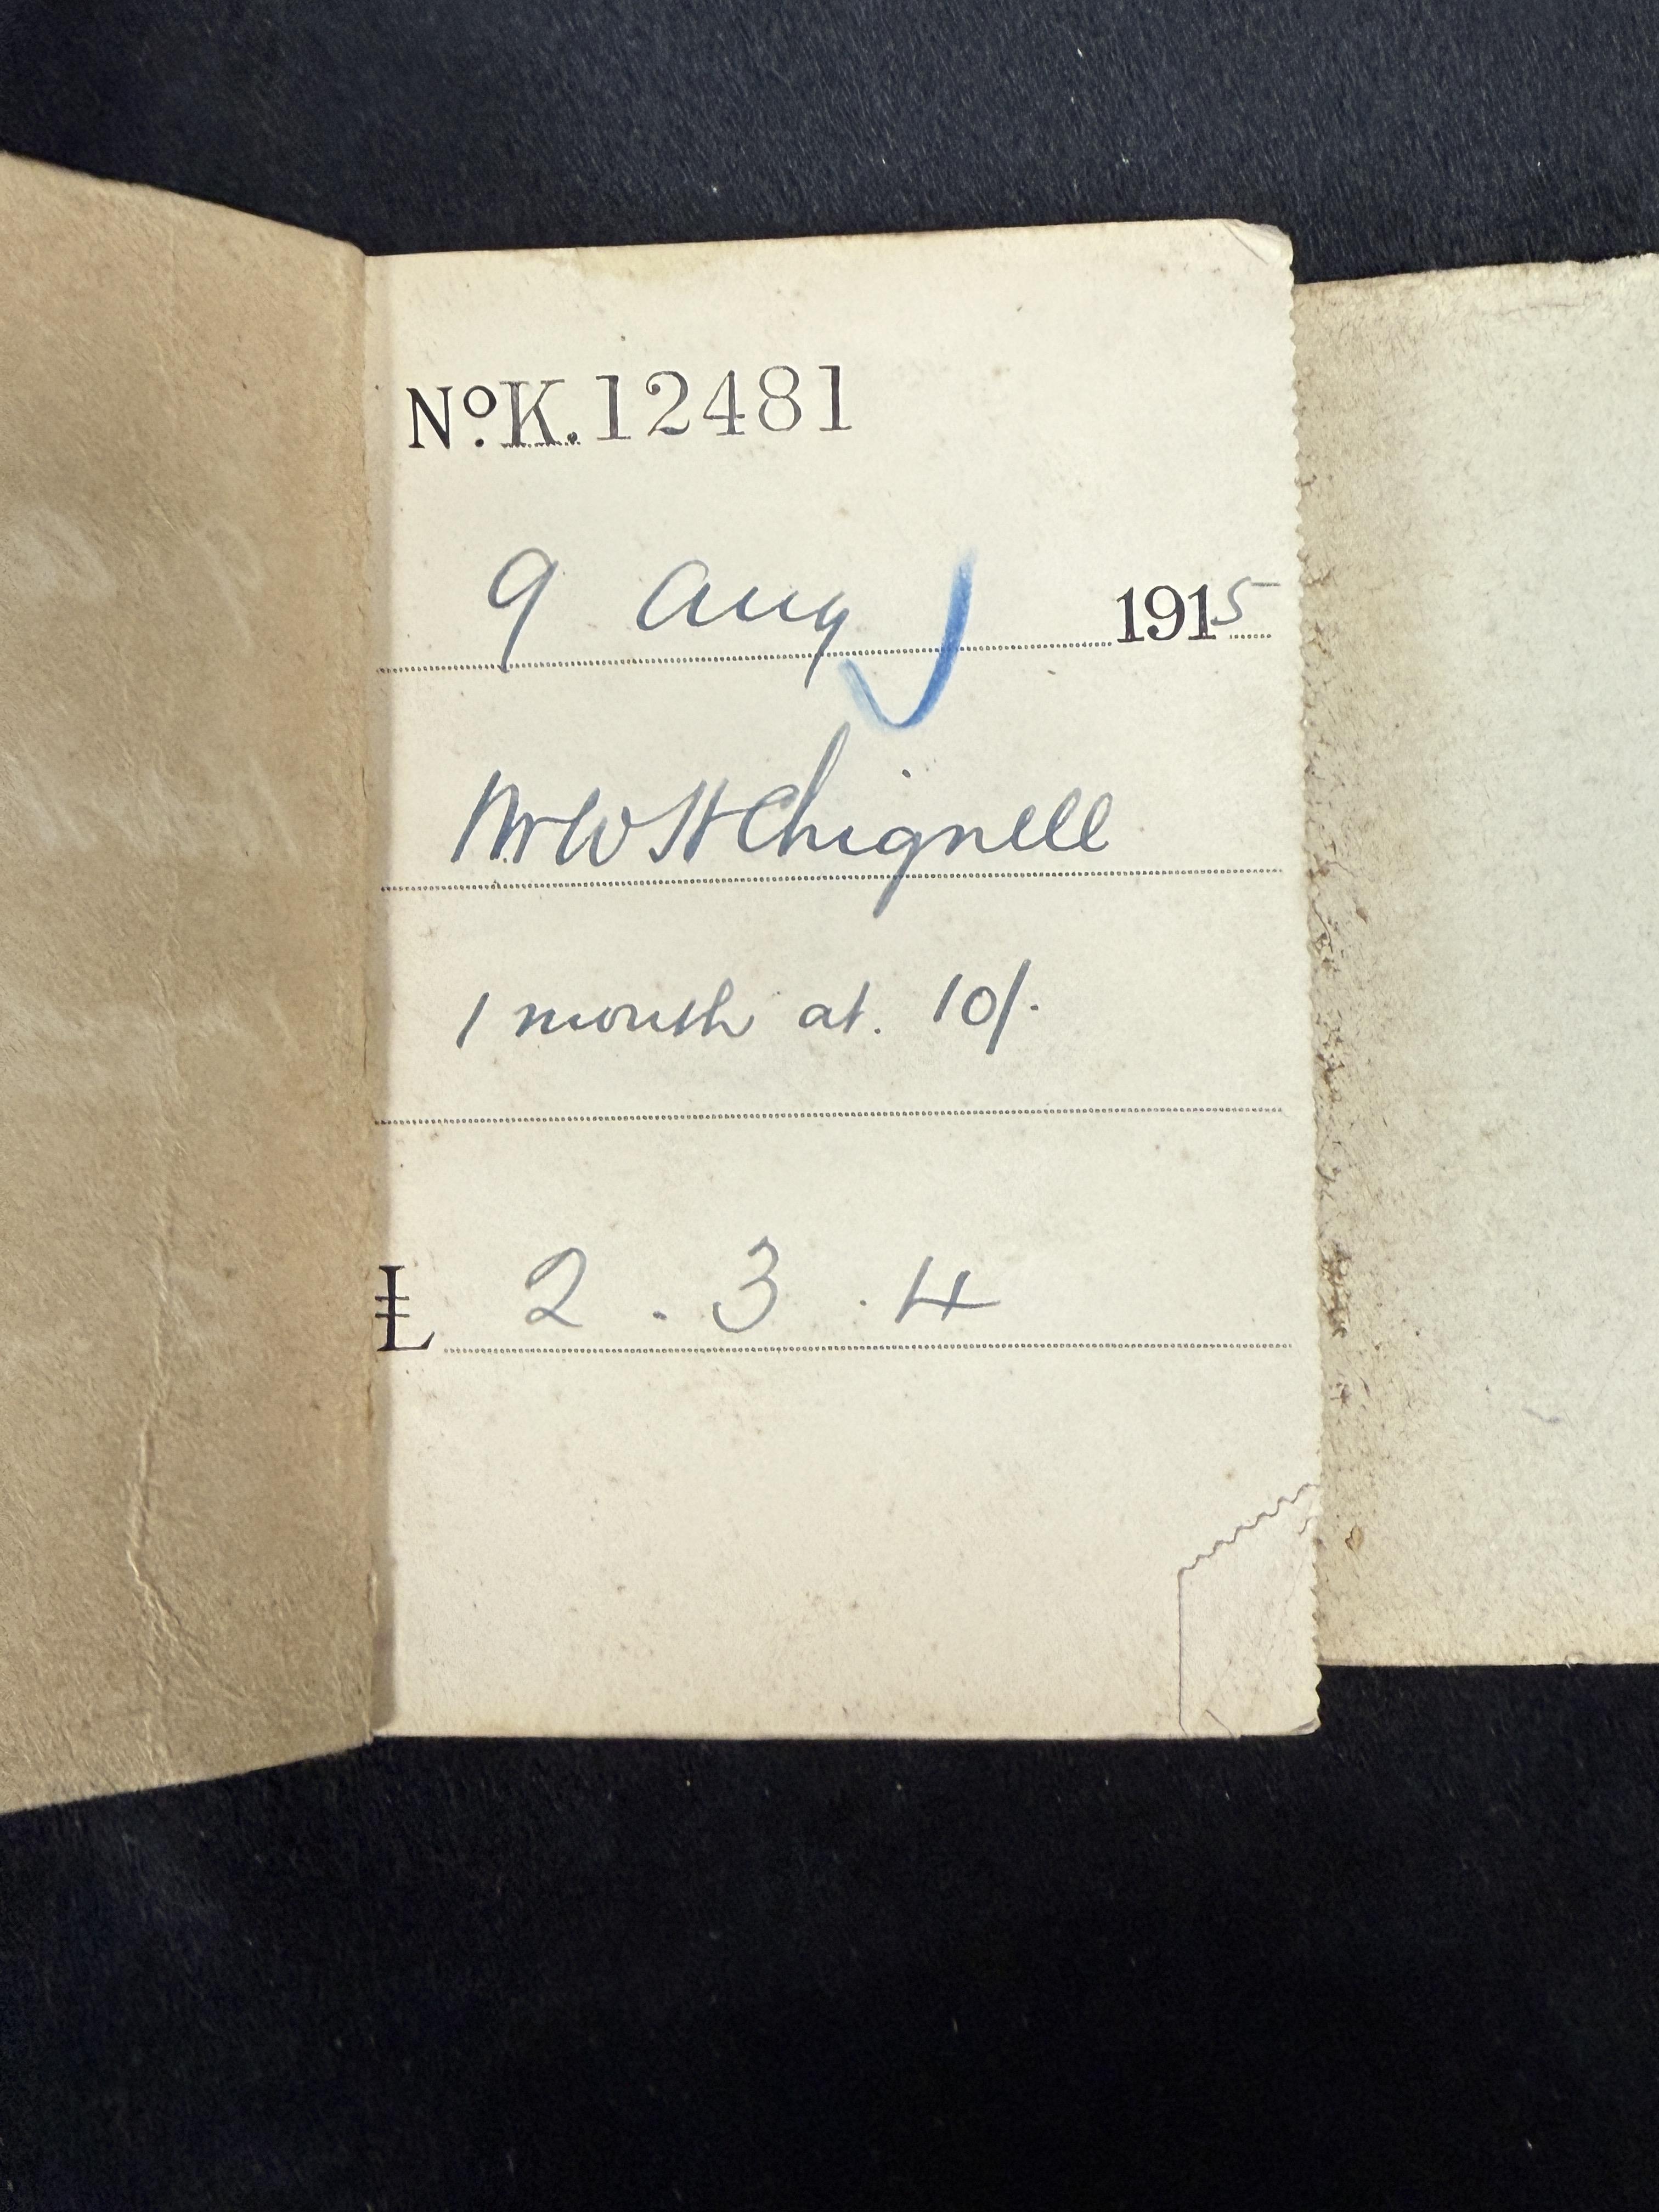 No. K. 12481
9 Aug 1915
Mr W H Chignell
1 month at. 10/-
£ 2 . 3 . 4